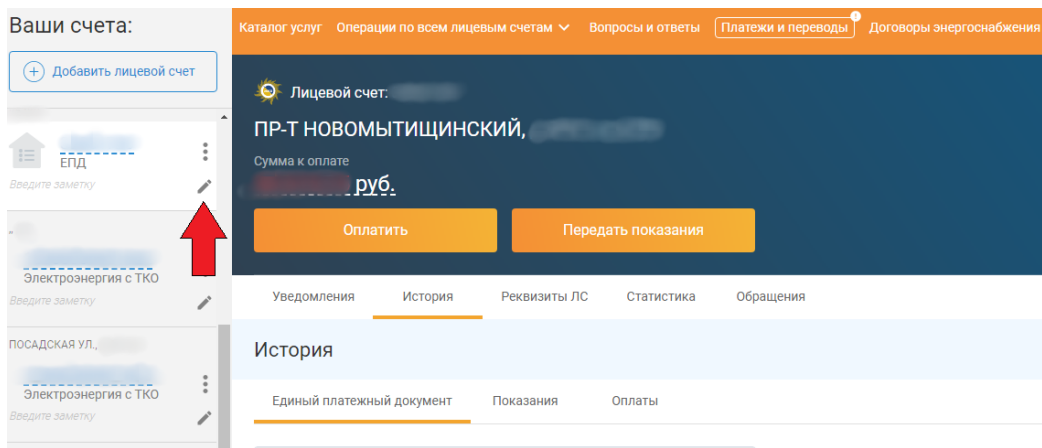 Ваши счета:
Добавить лицевой счет
ЕПД
Введите заметку
Электроэнергия с ТКО
Введите заметку
ПОСАДСКАЯ УЛ.,
Электроэнергия с ТКО
Введите заметку
Каталог услуг Операции по всем лицевым счетам Вопросы и ответы Платежи и переводы Договоры энергоснабжения
Лицевой счет:
ПР-Т НОВОМЫТИЩИНСКИЙ,
Сумма к оплате
руб.
Оплатить Передать показания
Уведомления История Реквизиты ЛС Статистика Обращения
История
Единый платежный документ Показания Оплаты